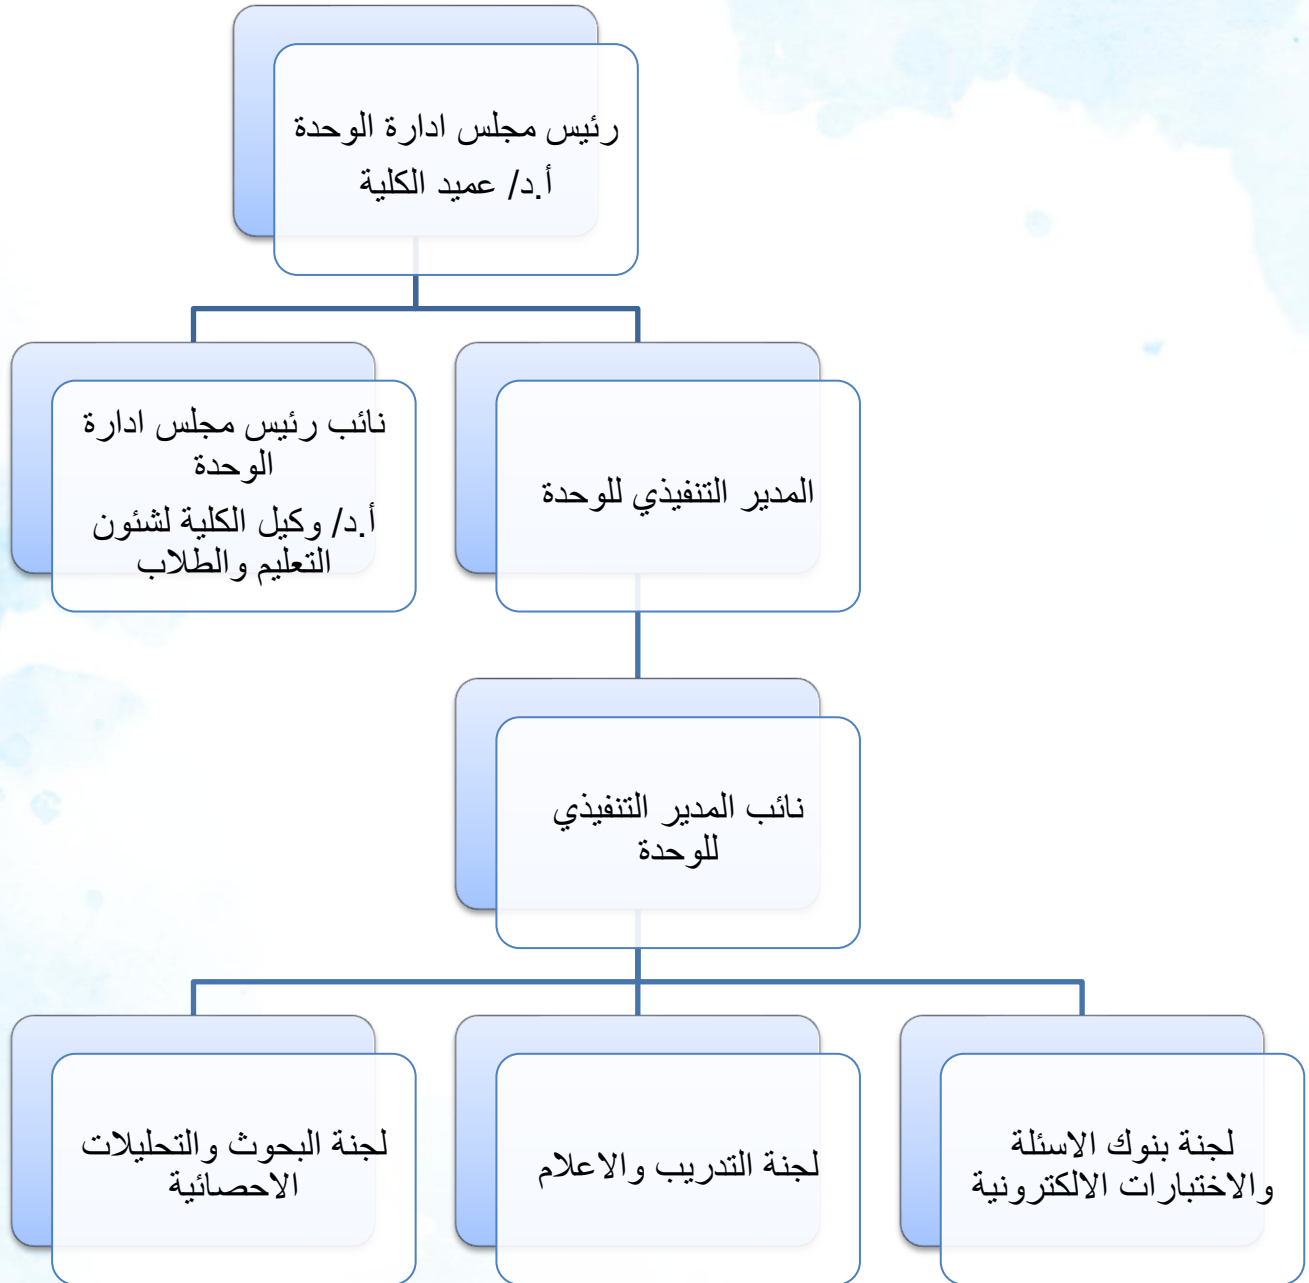 رئيس مجلس ادارة الوحدة
أ.د/ عميد الكلية
المدير التنفيذي للوحدة
نائب رئيس مجلس ادارة
الوحدة
أ.د/ وكيل الكلية لشئون
التعليم والطلاب
نائب المدير التنفيذي
للوحدة
لجنة بنوك الاسئلة
والاختبارات الالكترونية
لجنة التدريب والاعلام
لجنة البحوث والتحليلات
الاحصائية